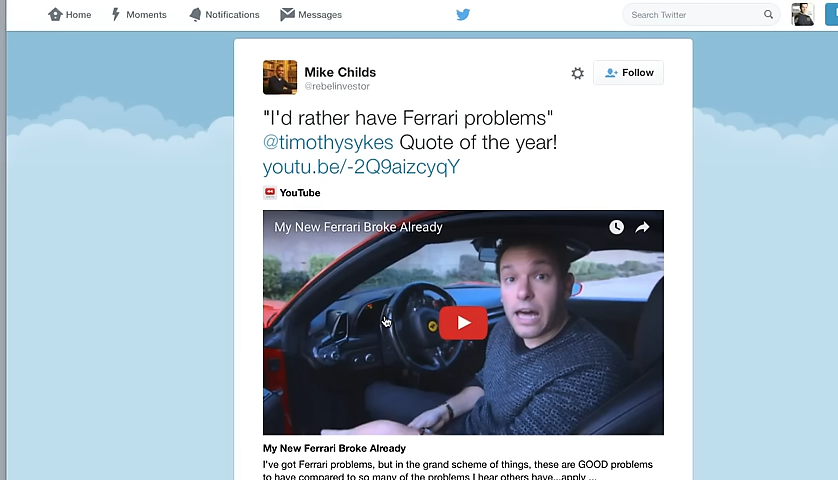 Home Moments Notifications Messages Search Twitter
Mike Childs
@rebelinvestor
Follow
"I'd rather have Ferrari problems"
@timothysykes Quote of the year!
youtu.be/-2Q9aizcyqY
YouTube
My New Ferrari Broke Already
My New Ferrari Broke Already
I've got Ferrari problems, but in the grand scheme of things, these are GOOD problems
to have compared to so many of the problems I hear others have...apply ...